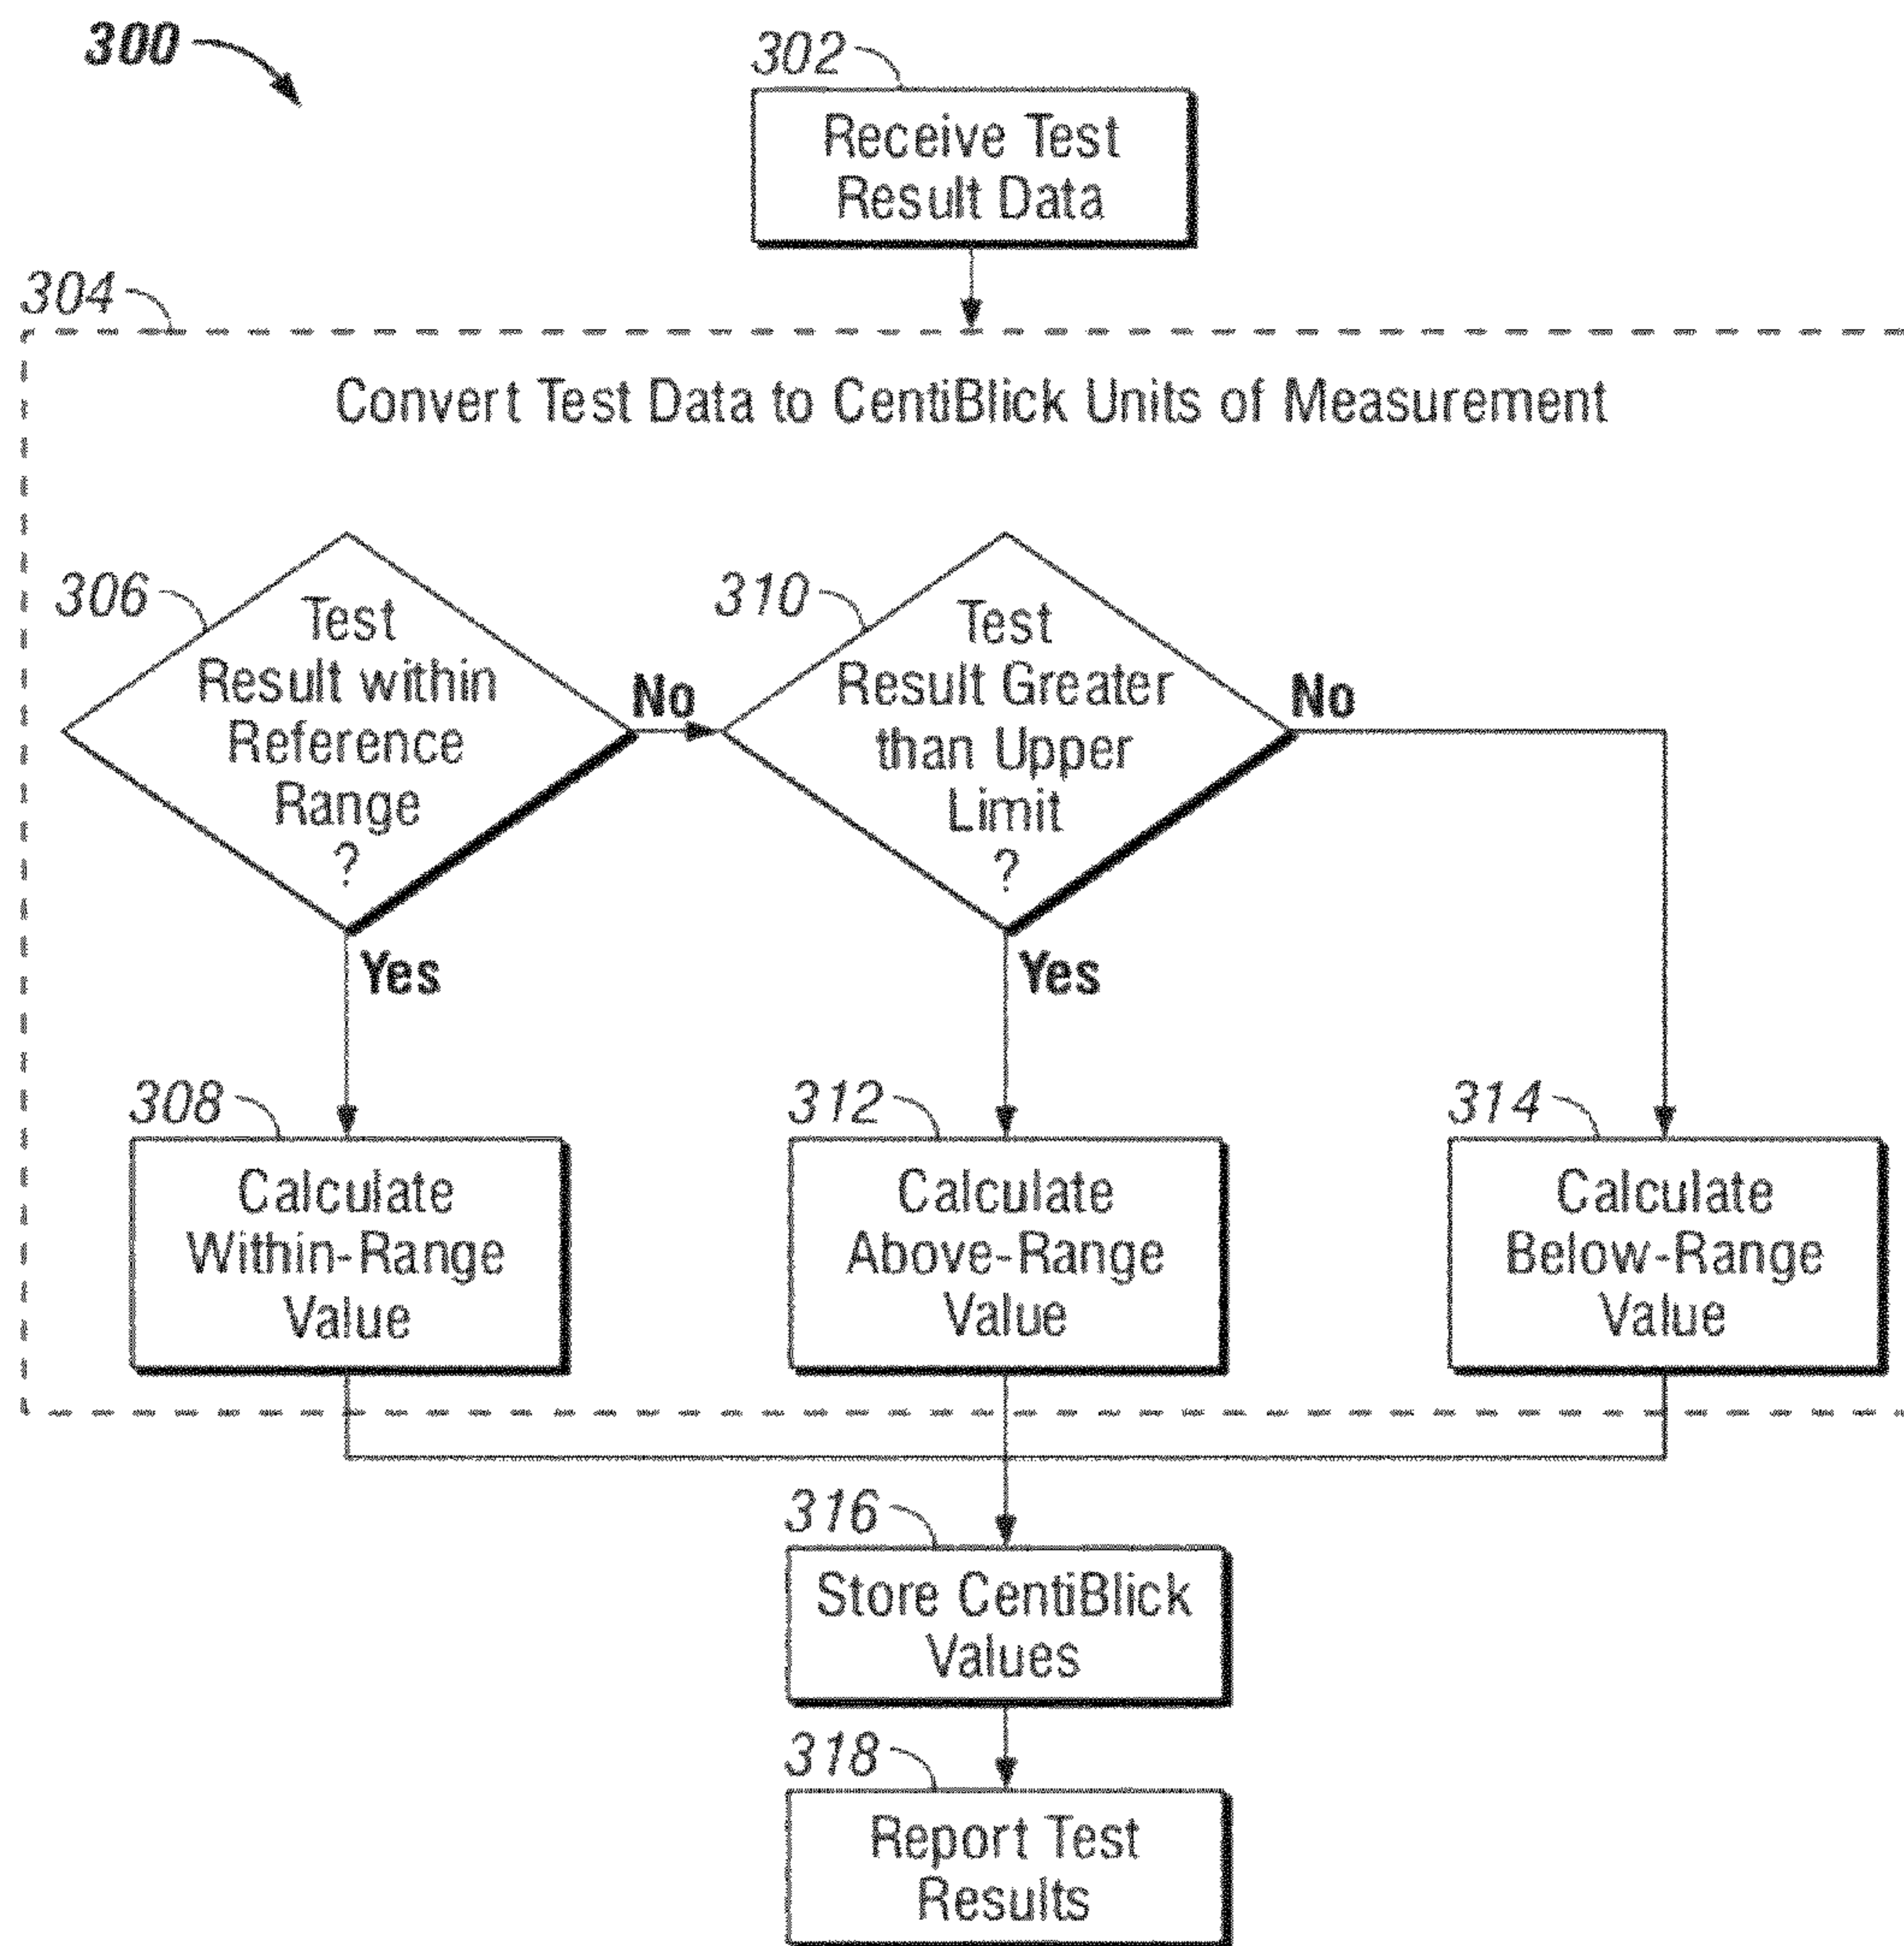 300
302
Receive Test
Result Data
304
Convert Test Data to CentiBlick Units of Measurement
306
Test
Result within
Reference
Range
?
No
310
Test
Result Greater
than Upper
Limit
?
No
Yes
Yes
308
Calculate
Within-Range
Value
312
Calculate
Above-Range
Value
314
Calculate
Below-Range
Value
316
Store CentiBlick
Values
318
Report Test
Results